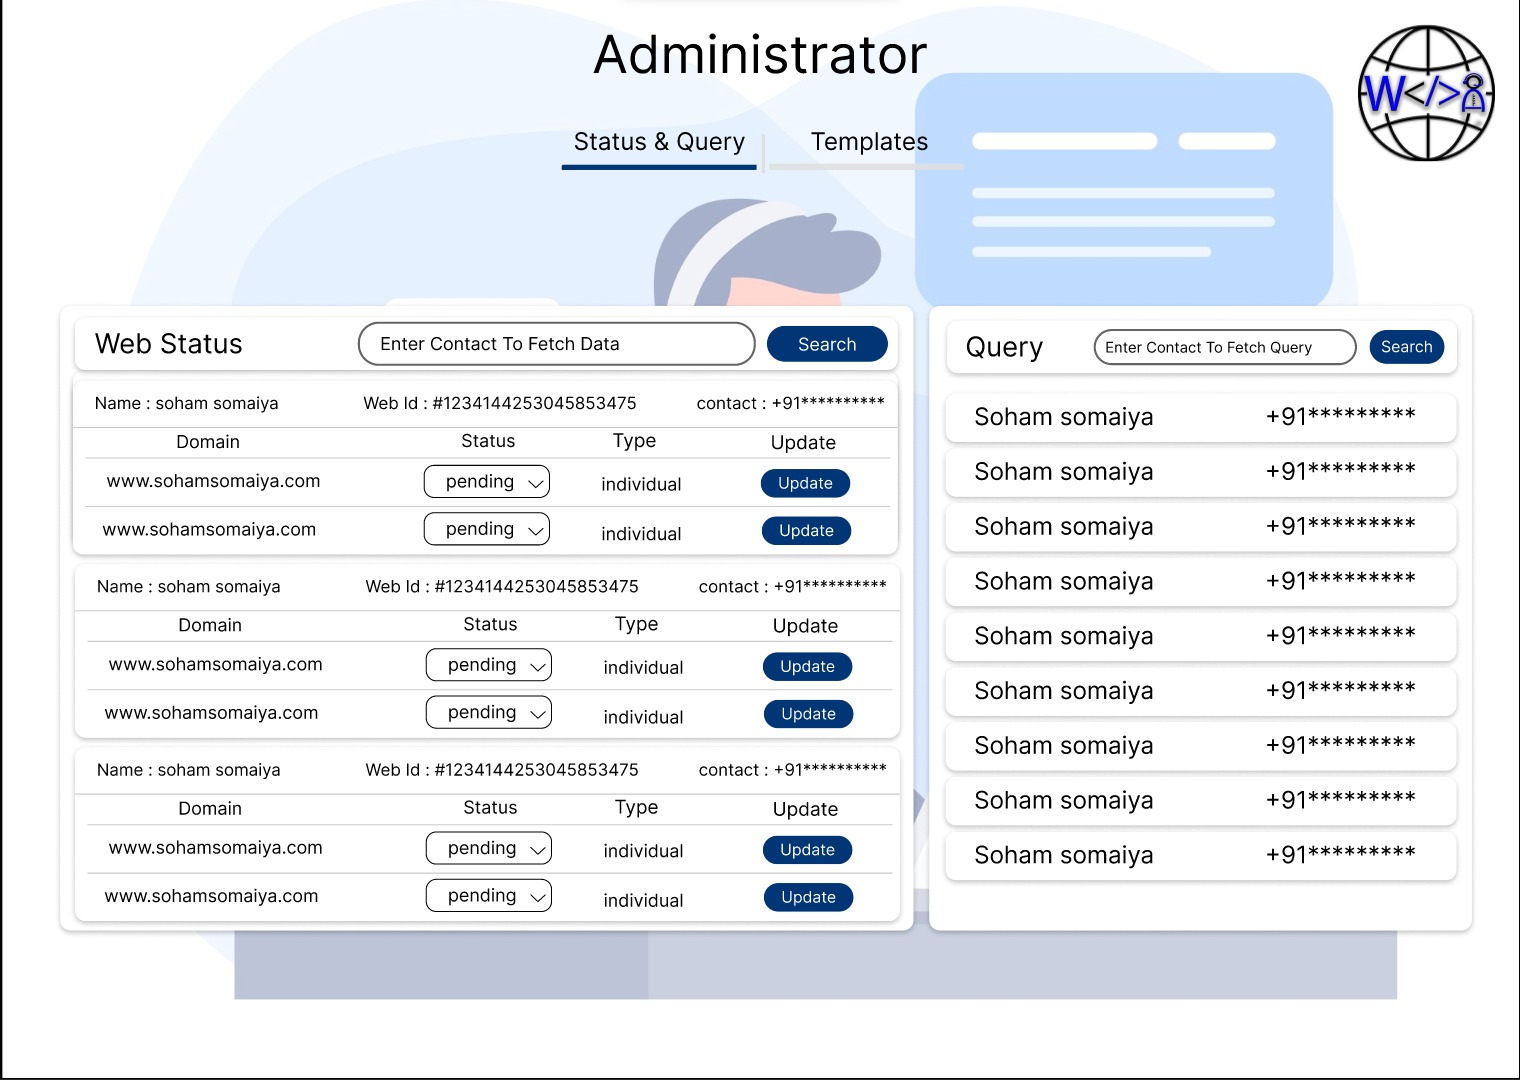 Administrator
W</>
Status & Query
Templates
Web Status
Enter Contact To Fetch Data
Search
Name : soham somaiya Web Id : #1234144253045853475 contact : +91**********
Domain Status Type Update
www.sohamsomaiya.com pending individual Update
www.sohamsomaiya.com pending individual Update
Name : soham somaiya Web Id : #1234144253045853475 contact : +91**********
Domain Status Type Update
www.sohamsomaiya.com pending individual Update
www.sohamsomaiya.com pending individual Update
Name : soham somaiya Web Id : #1234144253045853475 contact : +91**********
Domain Status Type Update
www.sohamsomaiya.com pending individual Update
www.sohamsomaiya.com pending individual Update
Query
Enter Contact To Fetch Query
Search
Soham somaiya +91*********
Soham somaiya +91*********
Soham somaiya +91*********
Soham somaiya +91*********
Soham somaiya +91*********
Soham somaiya +91*********
Soham somaiya +91*********
Soham somaiya +91*********
Soham somaiya +91*********